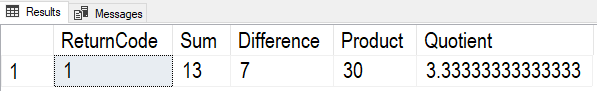 Results Messages
ReturnCode Sum Difference Product Quotient
1 1 13 7 30 3.33333333333333